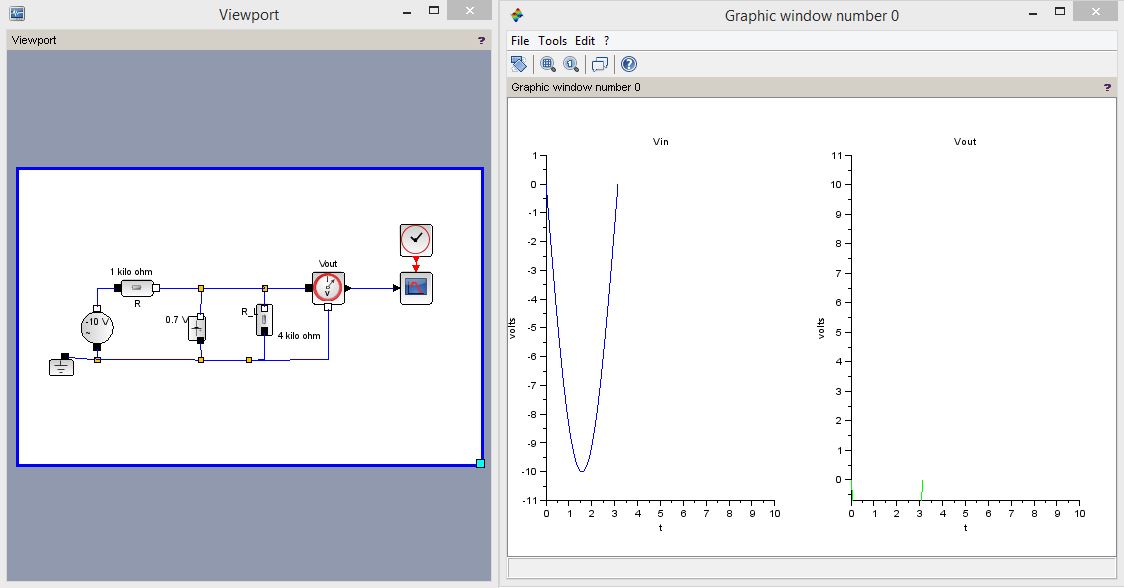 Viewport
Viewport
?
Vout
1 kilo ohm
R
-10 V
~
0.7 V
R_L
4 kilo ohm
V
Graphic window number 0
File Tools Edit ?
Graphic window number 0
?
Vin
1
0
-1
-2
-3
-4
-5
-6
-7
-8
-9
-10
-11
volts
0 1 2 3 4 5 6 7 8 9 10
t
Vout
11
10
9
8
7
6
5
4
3
2
1
0
volts
0 1 2 3 4 5 6 7 8 9 10
t